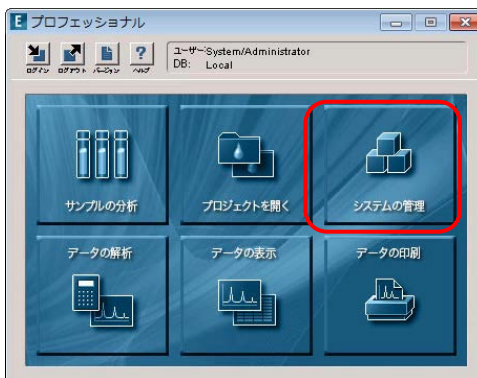 E プロフェッショナル
ログイン ログアウト バージョン ヘルプ
ユーザー: System/Administrator
DB: Local
サンプルの分析 プロジェクトを開く システムの管理
データの解析 データの表示 データの印刷